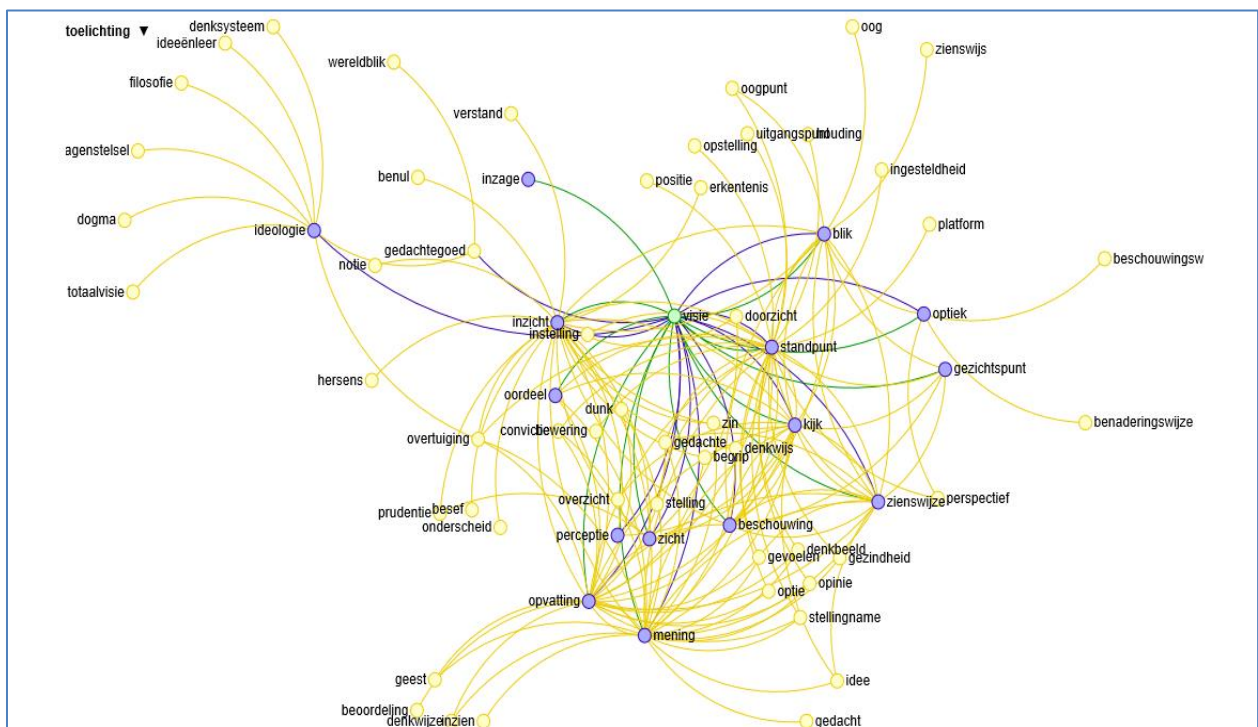 toelichting ▼
denksysteem
ideeënleer
filosofie
agenstelsel
dogma
totaalvisie
ideologie
wereldblik
verstand
benul
inzage
gedachtegoed
notie
oog
zienswijs
oogpunt
uitgangspunt
houding
opstelling
positie
erkentenis
ingesteldheid
platform
blik
beschouwingsw
optiek
gezichtspunt
benaderingswijze
inzicht
instelling
visie
doorzicht
standpunt
hersens
oordeel
dunk
zin
kijk
overtuiging
convict
bewering
gedachte
denkwijs
begrip
overzicht
stelling
zienswijze
perspectief
prudentie
besef
onderscheid
perceptie
zicht
beschouwing
denkbeeld
gevoelen
gezindheid
opinie
optie
opvatting
stellingname
mening
geest
idee
beoordeling
denkwijze
inzien
gedacht